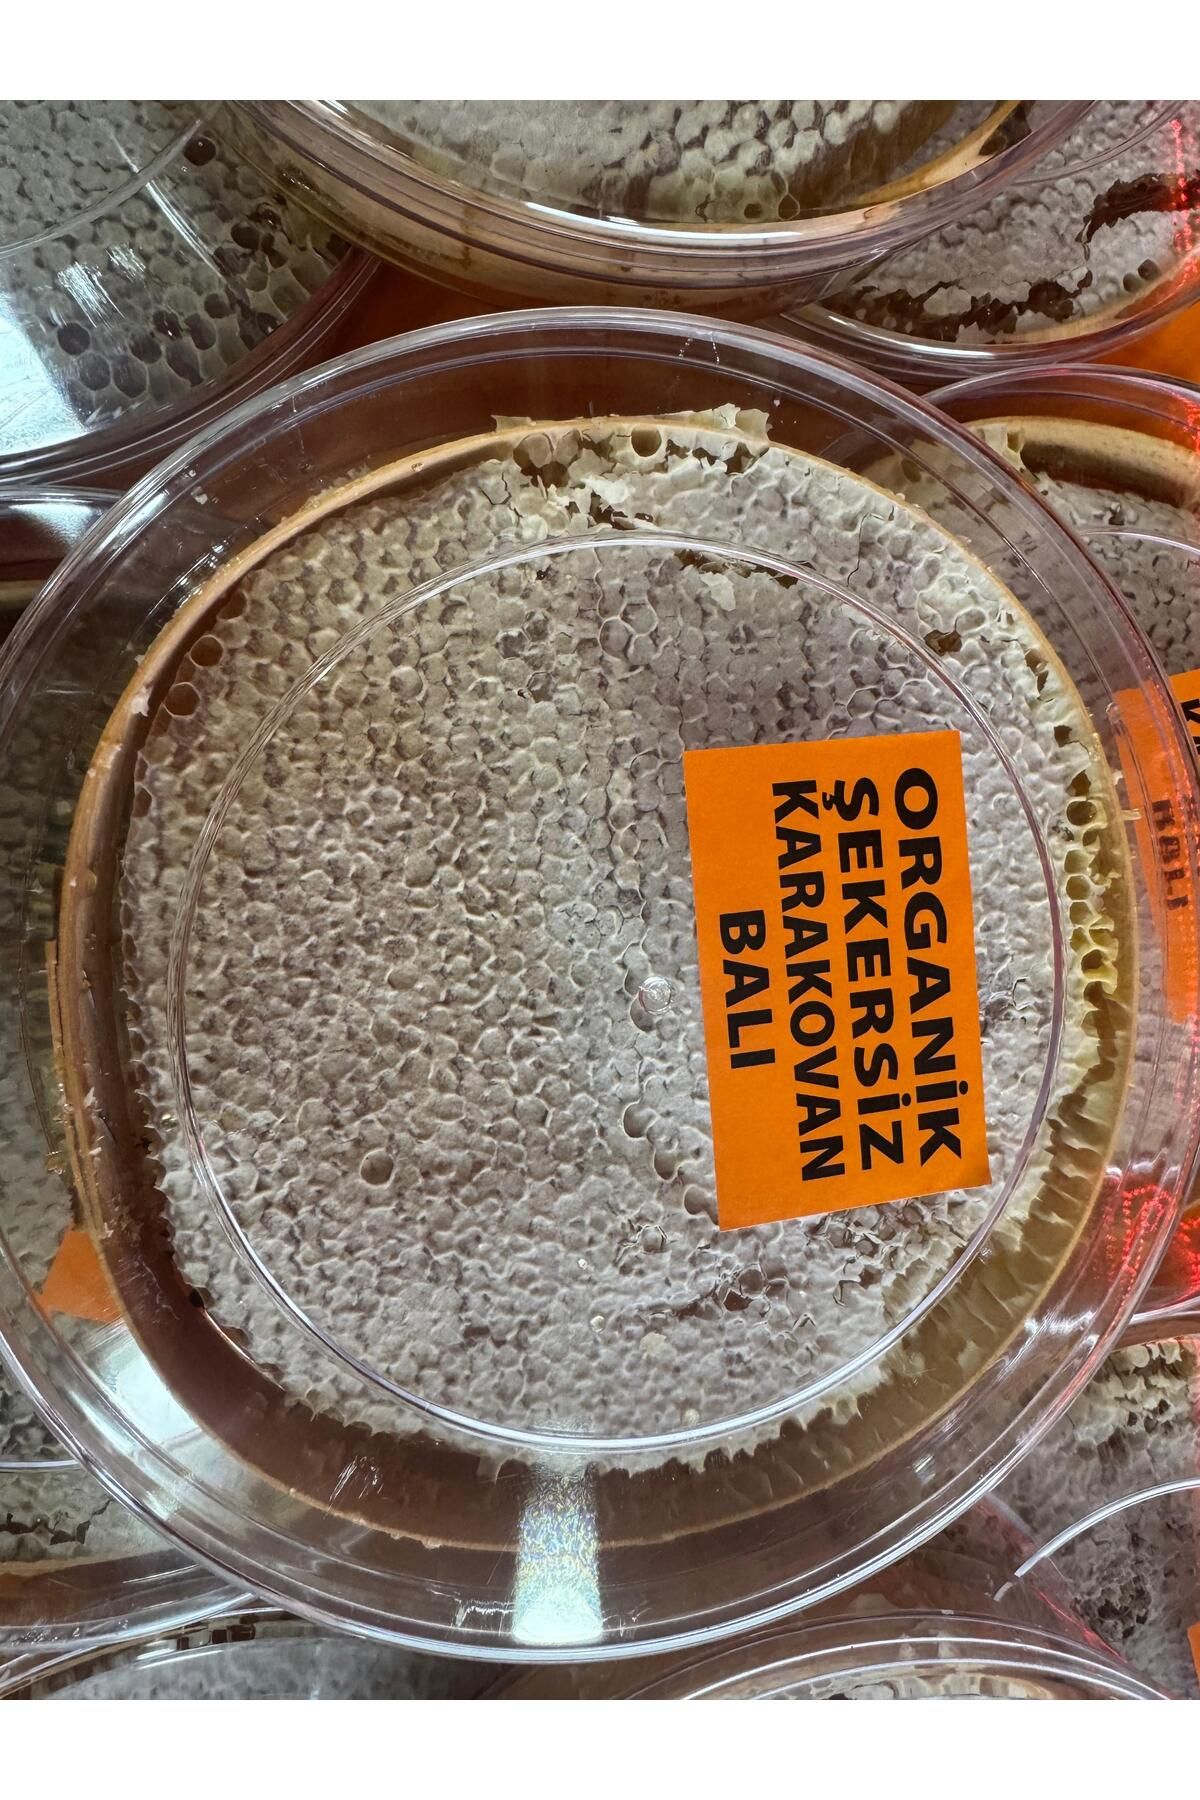 ORGANİK
ŞEKERSİZ
KARAKOVAN
BALI